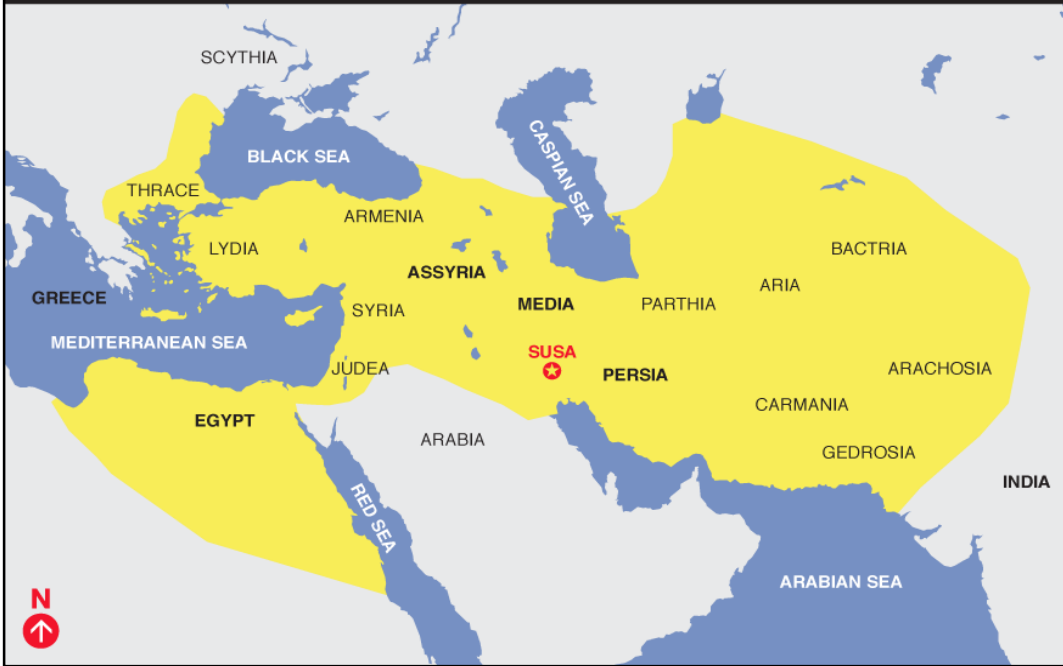 SCYTHIA
BLACK SEA
CASPIAN SEA
THRACE
ARMENIA
LYDIA
BACTRIA
ASSYRIA
ARIA
GREECE
SYRIA
MEDIA
PARTHIA
MEDITERRANEAN SEA
SUSA
JUDEA
PERSIA
ARACHOSIA
EGYPT
CARMANIA
ARABIA
GEDROSIA
INDIA
RED SEA
ARABIAN SEA
N